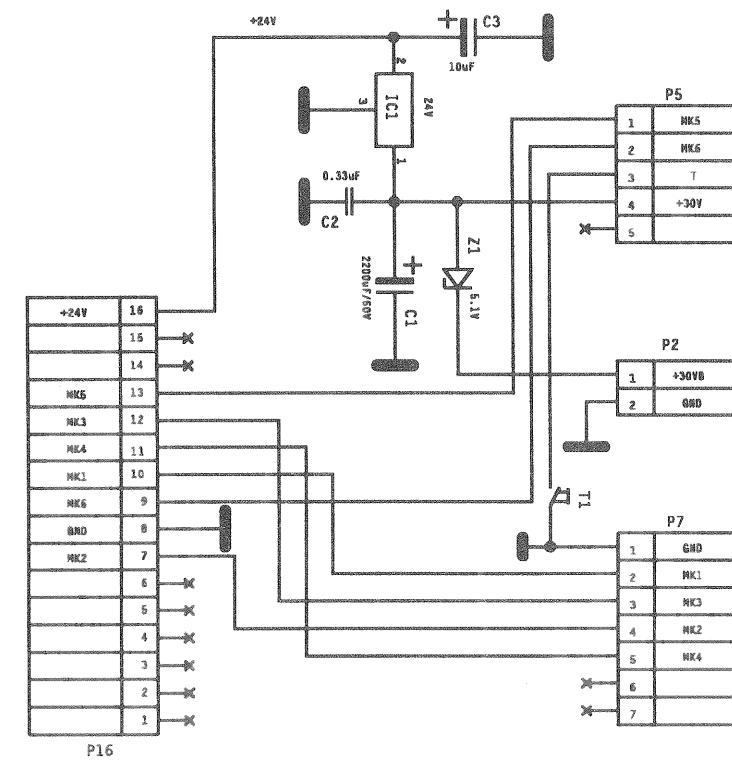 +24V
C3
10uF
2
3
IC1
24V
1
0.33uF
C2
Z1
5.1V
2200uF/50V
C1
P5
1 MK5
2 MK6
3 T
4 +30V
5
P2
1 +30VB
2 GND
T1
P7
1 GND
2 MK1
3 MK3
4 MK2
5 MK4
6
7
+24V 16
15
14
MK5 13
MK3 12
MK4 11
MK1 10
MK6 9
GND 8
MK2 7
6
5
4
3
2
1
P16